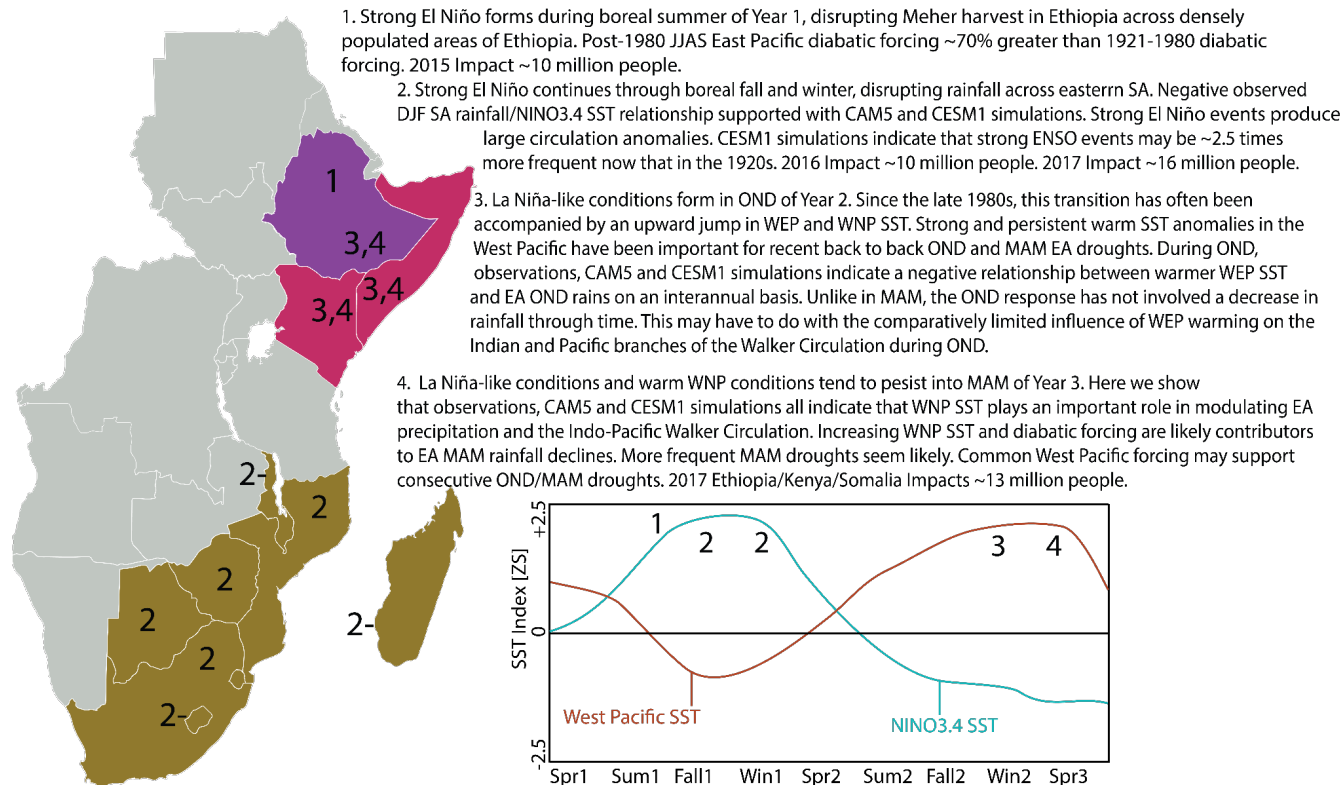 1. Strong El Niño forms during boreal summer of Year 1, disrupting Meher harvest in Ethiopia across densely
populated areas of Ethiopia. Post-1980 JJAS East Pacific diabatic forcing ~70% greater than 1921-1980 diabatic
forcing. 2015 Impact ~10 million people.
2. Strong El Niño continues through boreal fall and winter, disrupting rainfall across easterrn SA. Negative observed
DJF SA rainfall/NINO3.4 SST relationship supported with CAM5 and CESM1 simulations. Strong El Niño events produce
large circulation anomalies. CESM1 simulations indicate that strong ENSO events may be ~2.5 times
more frequent now that in the 1920s. 2016 Impact ~10 million people. 2017 Impact ~16 million people.
3. La Niña-like conditions form in OND of Year 2. Since the late 1980s, this transition has often been
accompanied by an upward jump in WEP and WNP SST. Strong and persistent warm SST anomalies in the
West Pacific have been important for recent back to back OND and MAM EA droughts. During OND,
observations, CAM5 and CESM1 simulations indicate a negative relationship between warmer WEP SST
and EA OND rains on an interannual basis. Unlike in MAM, the OND response has not involved a decrease in
rainfall through time. This may have to do with the comparatively limited influence of WEP warming on the
Indian and Pacific branches of the Walker Circulation during OND.
4. La Niña-like conditions and warm WNP conditions tend to pesist into MAM of Year 3. Here we show
that observations, CAM5 and CESM1 simulations all indicate that WNP SST plays an important role in modulating EA
precipitation and the Indo-Pacific Walker Circulation. Increasing WNP SST and diabatic forcing are likely contributors
to EA MAM rainfall declines. More frequent MAM droughts seem likely. Common West Pacific forcing may support
consecutive OND/MAM droughts. 2017 Ethiopia/Kenya/Somalia Impacts ~13 million people.
1
3,4
3,4
3,4
2-
2
2
2
2
2-
2-
+2.5
0
-2.5
SST Index [ZS]
1
2
2
3
4
West Pacific SST
NINO3.4 SST
Spr1 Sum1 Fall1 Win1 Spr2 Sum2 Fall2 Win2 Spr3